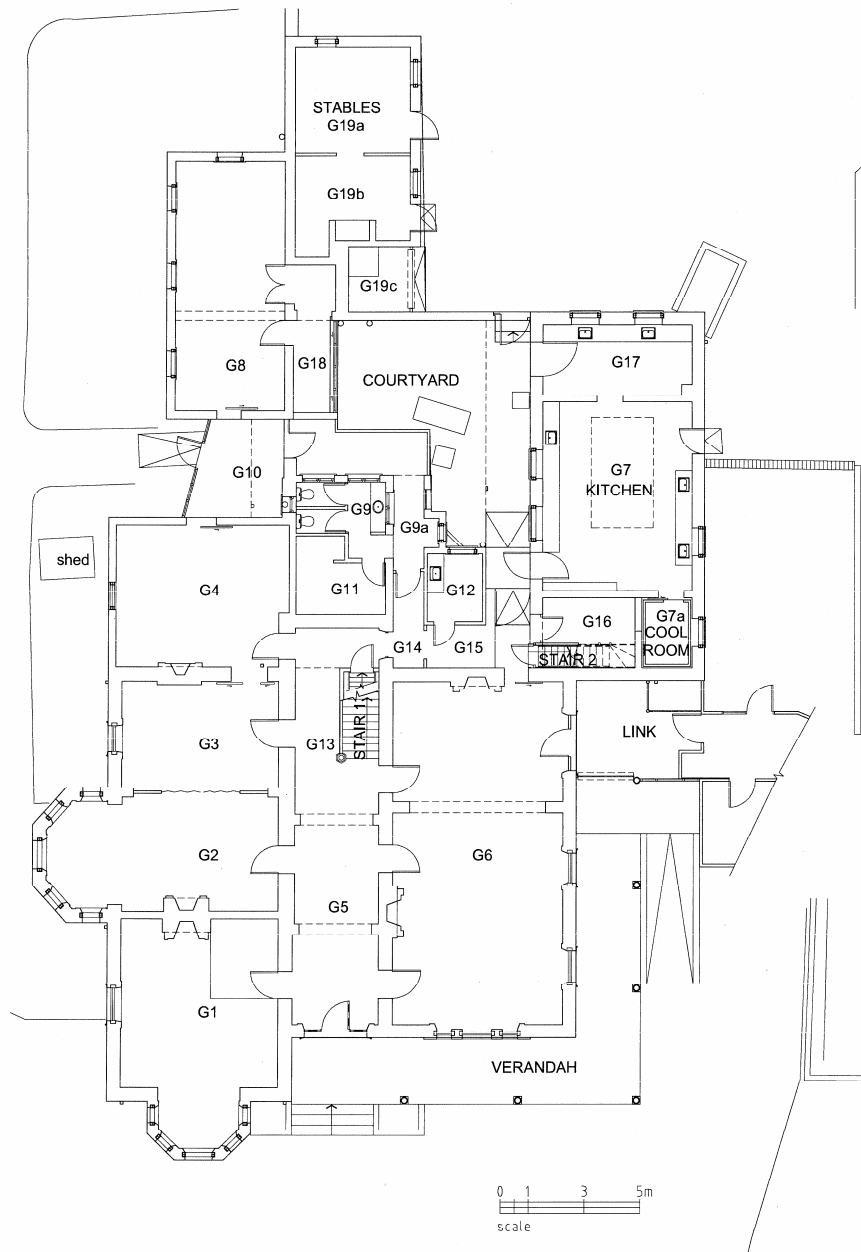 STABLES
G19a
G19b
G19c
G8
G18
COURTYARD
G17
G10
G7
KITCHEN
G9
G9a
shed
G4
G11
G12
G16
G7a
COOL
ROOM
G14
G15
STAIR 2
G3
G13
STAIR 1
LINK
G2
G6
G5
G1
VERANDAH
0 1 3 5m
scale